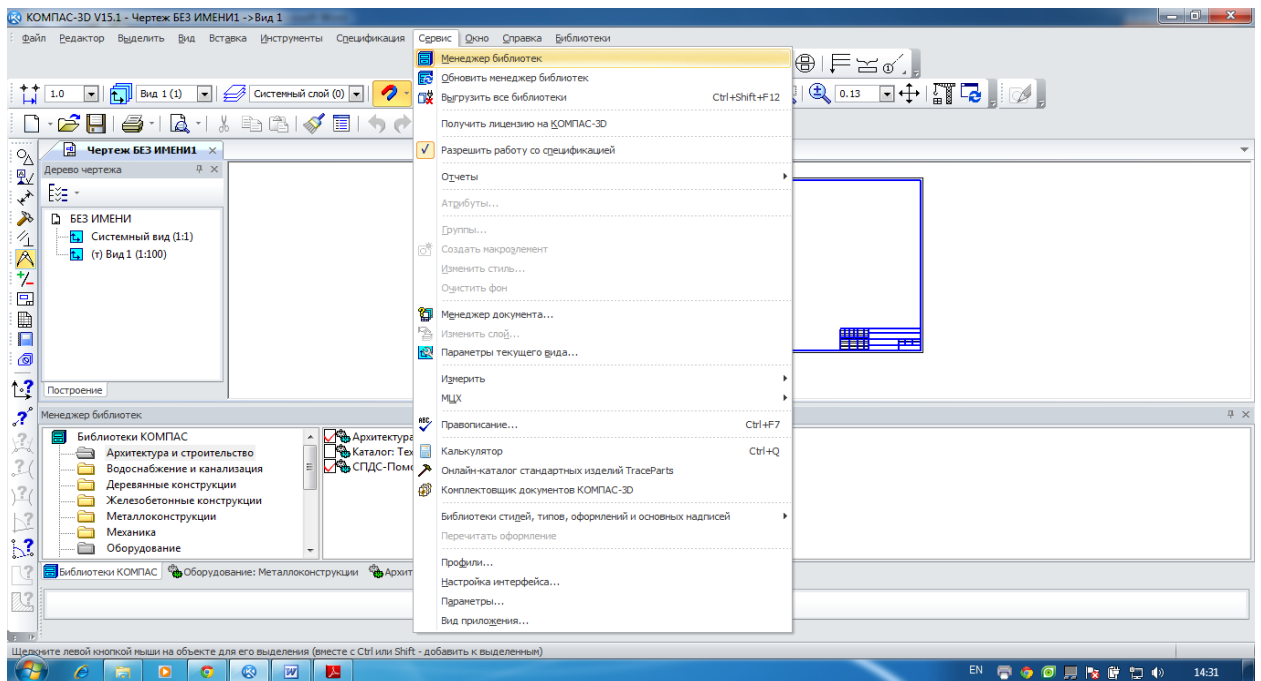 КОМПАС-3D V15.1 - Чертеж БЕЗ ИМЕНИ1 ->Вид 1
Файл Редактор Выделить Вид Вставка Инструменты Спецификация Сервис Окно Справка Библиотеки
1.0 Вид 1 (1) Системный слой (0) 0.13
Чертеж БЕЗ ИМЕНИ1
Дерево чертежа
БЕЗ ИМЕНИ
Системный вид (1:1)
(т) Вид 1 (1:100)
Построение
Менеджер библиотек
Обновить менеджер библиотек
Выгрузить все библиотеки Ctrl+Shift+F12
Получить лицензию на КОМПАС-3D
Разрешить работу со спецификацией
Отчеты
Атрибуты...
Группы...
Создать макроэлемент
Изменить стиль...
Очистить фон
Менеджер документа...
Изменить слой...
Параметры текущего вида...
Измерить
МЦХ
Правописание... Ctrl+F7
Калькулятор Ctrl+Q
Онлайн-каталог стандартных изделий TraceParts
Комплектовщик документов КОМПАС-3D
Библиотеки стилей, типов, оформлений и основных надписей
Перечитать оформление
Профили...
Настройка интерфейса...
Параметры...
Вид приложения...
Менеджер библиотек
Библиотеки КОМПАС
Архитектура и строительство
Водоснабжение и канализация
Деревянные конструкции
Железобетонные конструкции
Металлоконструкции
Механика
Оборудование
Архитектура
Каталог: Тех
СПДС-Помо
Библиотеки КОМПАС Оборудование: Металлоконструкции Архит
Щелкните левой кнопкой мыши на объекте для его выделения (вместе с Ctrl или Shift - добавить к выделенным)
EN 14:31